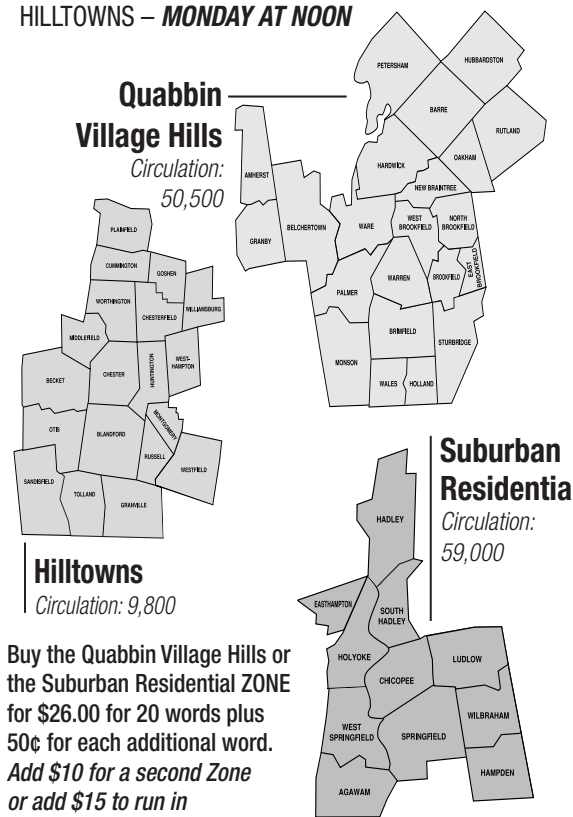 HILLTOWNS – MONDAY AT NOON
Quabbin
Village Hills
Circulation:
50,500
PETERSHAM
HUBBARDSTON
BARRE
RUTLAND
HARDWICK
OAKHAM
NEW BRAINTREE
AMHERST
BELCHERTOWN
GRANBY
WARE
WEST
BROOKFIELD
NORTH
BROOKFIELD
EAST
BROOKFIELD
BROOKFIELD
WARREN
PALMER
BRIMFIELD
STURBRIDGE
MONSON
WALES
HOLLAND
PLAINFIELD
CUMMINGTON
GOSHEN
WORTHINGTON
CHESTERFIELD
WILLIAMSBURG
MIDDLEFIELD
CHESTER
HUNTINGTON
WEST-
HAMPTON
BECKET
OTIS
BLANDFORD
MONTGOMERY
RUSSELL
WESTFIELD
SANDISFIELD
TOLLAND
GRANVILLE
Hilltowns
Circulation: 9,800
Suburban
Residentia
Circulation:
59,000
HADLEY
EASTHAMPTON
SOUTH
HADLEY
HOLYOKE
CHICOPEE
LUDLOW
WEST
SPRINGFIELD
SPRINGFIELD
WILBRAHAM
HAMPDEN
AGAWAM
Buy the Quabbin Village Hills or
the Suburban Residential ZONE
for $26.00 for 20 words plus
50¢ for each additional word.
Add $10 for a second Zone
or add $15 to run in